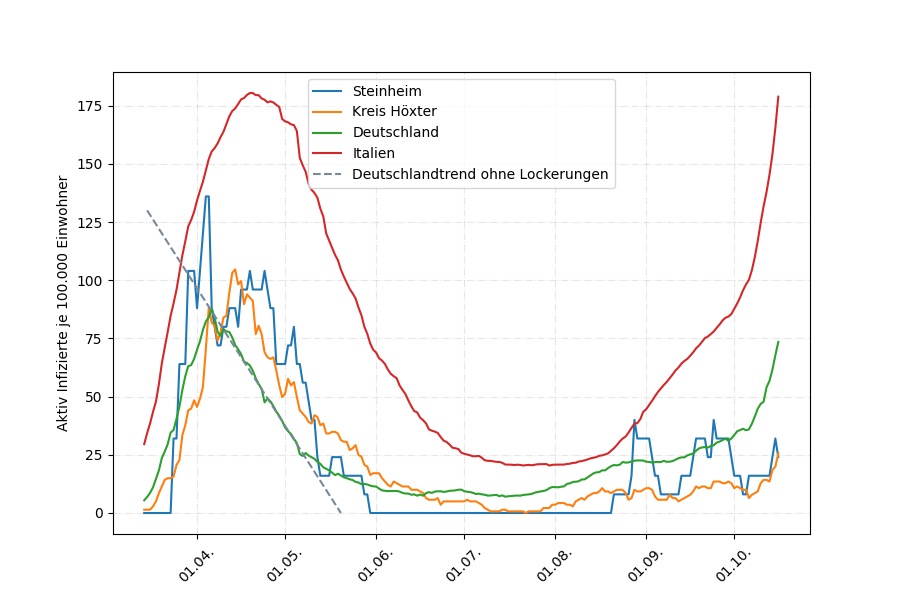 Steinheim
Kreis Höxter
Deutschland
Italien
Deutschlandtrend ohne Lockerungen
Aktiv Infizierte je 100.000 Einwohner
175
150
125
100
75
50
25
0
01.04.
01.05.
01.06.
01.07.
01.08.
01.09.
01.10.